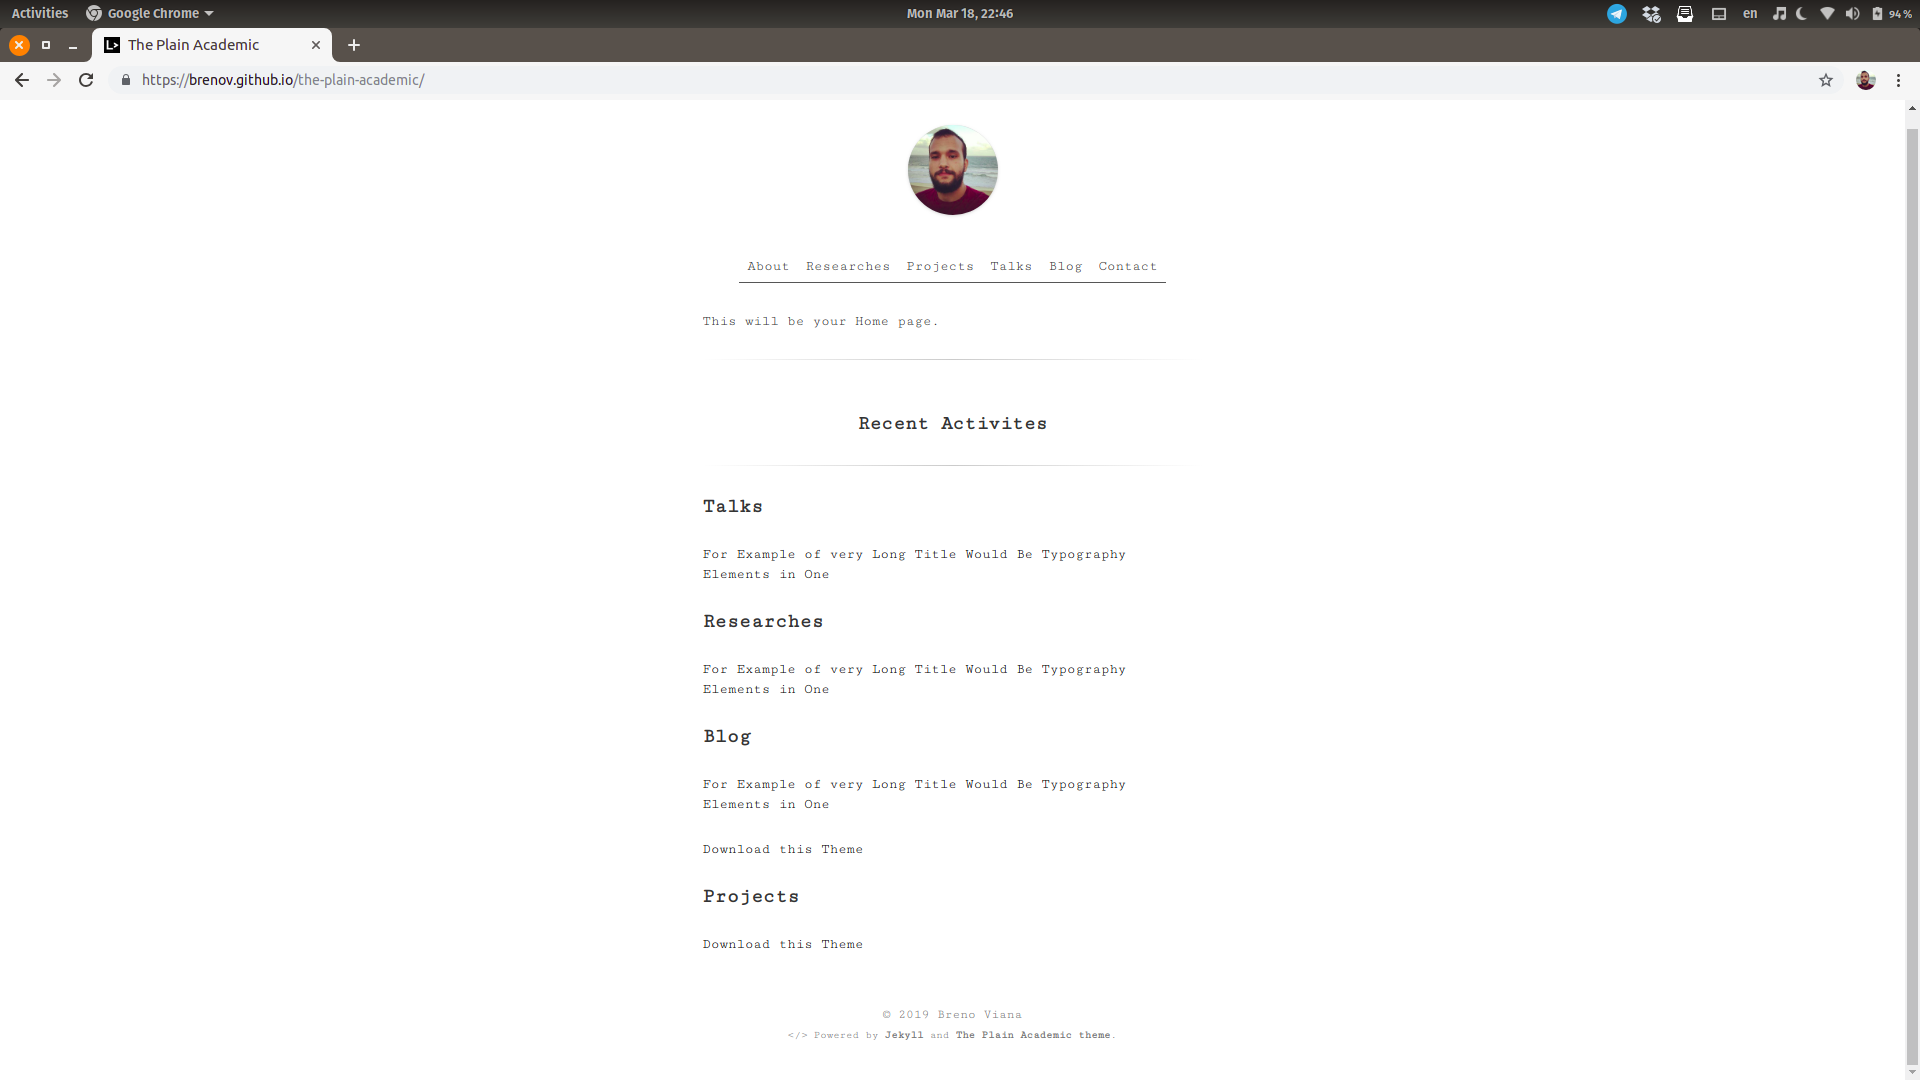 Activities Google Chrome Mon Mar 18, 22:46 en 94 %
The Plain Academic
https://brenov.github.io/the-plain-academic/
About Researches Projects Talks Blog Contact
This will be your Home page.
Recent Activites
Talks
For Example of very Long Title Would Be Typography
Elements in One
Researches
For Example of very Long Title Would Be Typography
Elements in One
Blog
For Example of very Long Title Would Be Typography
Elements in One
Download this Theme
Projects
Download this Theme
© 2019 Breno Viana
</> Powered by Jekyll and The Plain Academic theme.